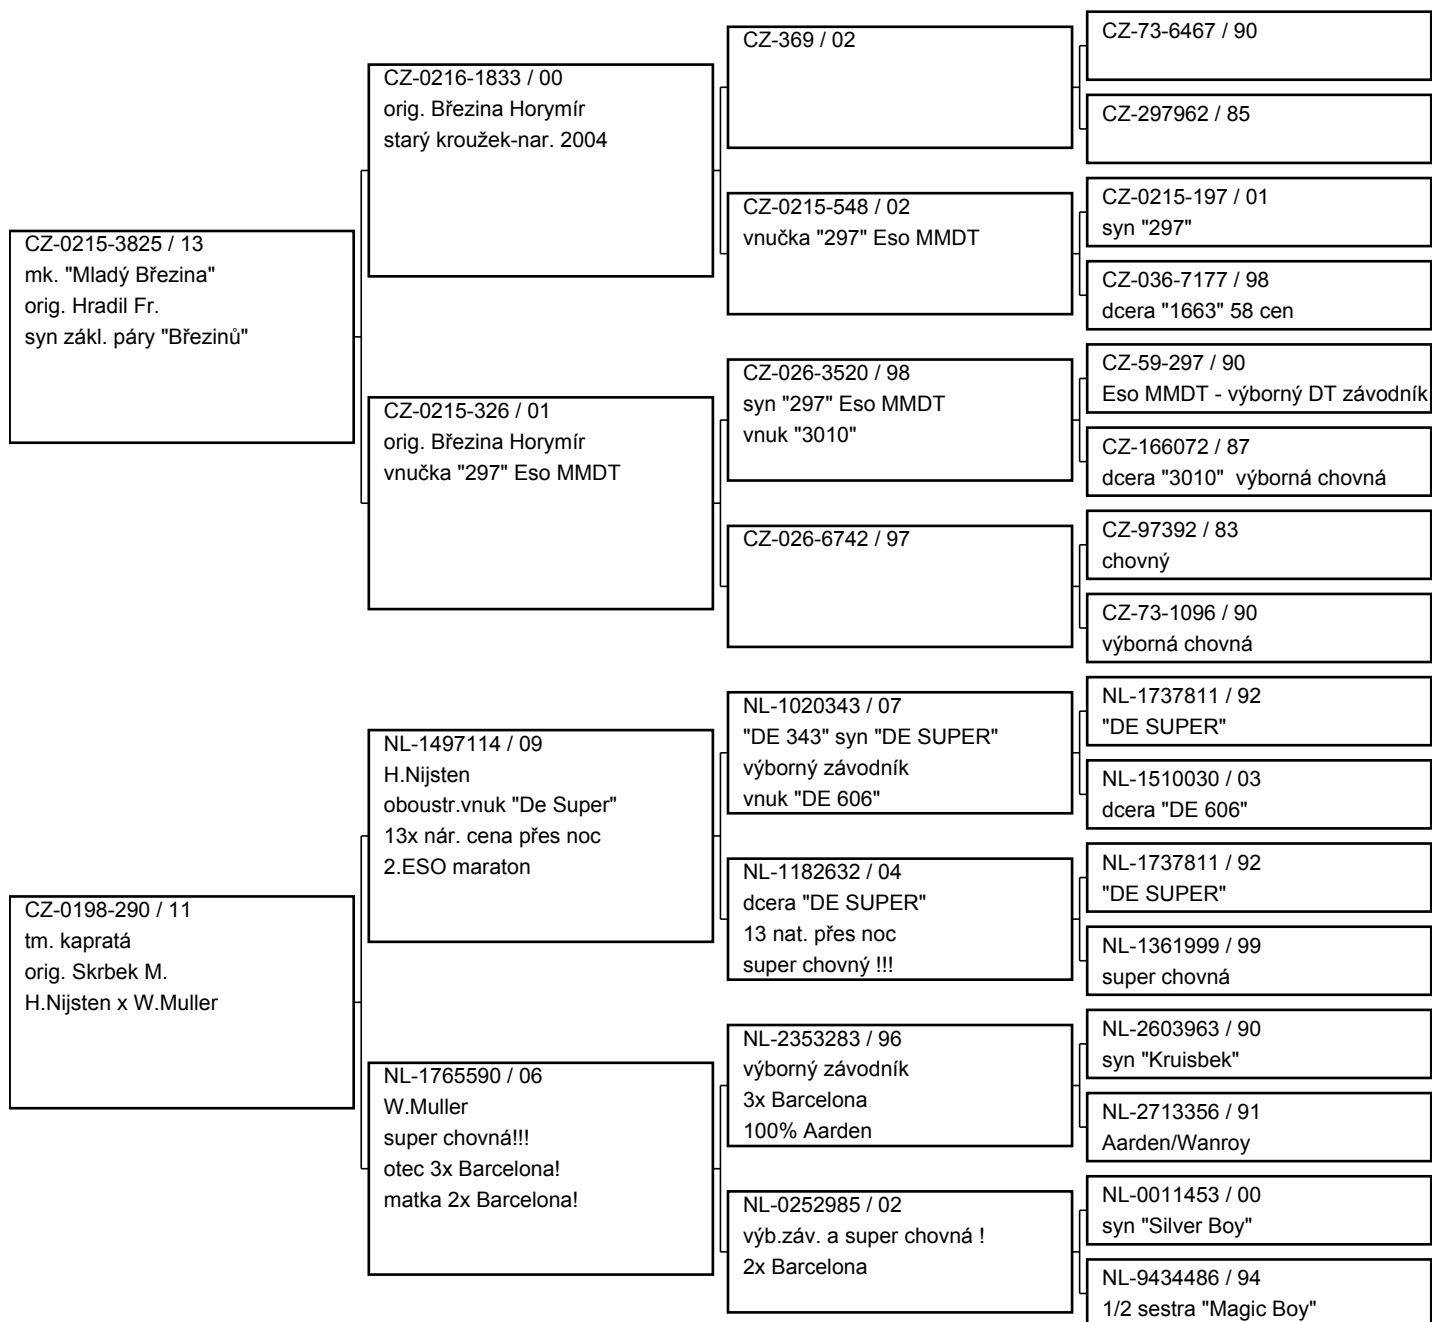 CZ-0215-3825 / 13
mk. "Mladý Březina"
orig. Hradil Fr.
syn zákl. páry "Březinů"
CZ-0198-290 / 11
tm. kapratá
orig. Skrbek M.
H.Nijsten x W.Muller
CZ-0216-1833 / 00
orig. Březina Horymír
starý kroužek-nar. 2004
CZ-0215-326 / 01
orig. Březina Horymír
vnučka "297" Eso MMDT
NL-1497114 / 09
H.Nijsten
oboustr.vnuk "De Super"
13x nár. cena přes noc
2.ESO maraton
NL-1765590 / 06
W.Muller
super chovná!!!
otec 3x Barcelona!
matka 2x Barcelona!
CZ-369 / 02
CZ-0215-548 / 02
vnučka "297" Eso MMDT
CZ-026-3520 / 98
syn "297" Eso MMDT
vnuk "3010"
CZ-026-6742 / 97
NL-1020343 / 07
"DE 343" syn "DE SUPER"
výborný závodník
vnuk "DE 606"
NL-1182632 / 04
dcera "DE SUPER"
13 nat. přes noc
super chovný !!!
NL-2353283 / 96
výborný závodník
3x Barcelona
100% Aarden
NL-0252985 / 02
výb.záv. a super chovná !
2x Barcelona
CZ-73-6467 / 90
CZ-297962 / 85
CZ-0215-197 / 01
syn "297"
CZ-036-7177 / 98
dcera "1663" 58 cen
CZ-59-297 / 90
Eso MMDT - výborný DT závodník
CZ-166072 / 87
dcera "3010"  výborná chovná
CZ-97392 / 83
chovný
CZ-73-1096 / 90
výborná chovná
NL-1737811 / 92
"DE SUPER"
NL-1510030 / 03
dcera "DE 606"
NL-1737811 / 92
"DE SUPER"
NL-1361999 / 99
super chovná
NL-2603963 / 90
syn "Kruisbek"
NL-2713356 / 91
Aarden/Wanroy
NL-0011453 / 00
syn "Silver Boy"
NL-9434486 / 94
1/2 sestra "Magic Boy"